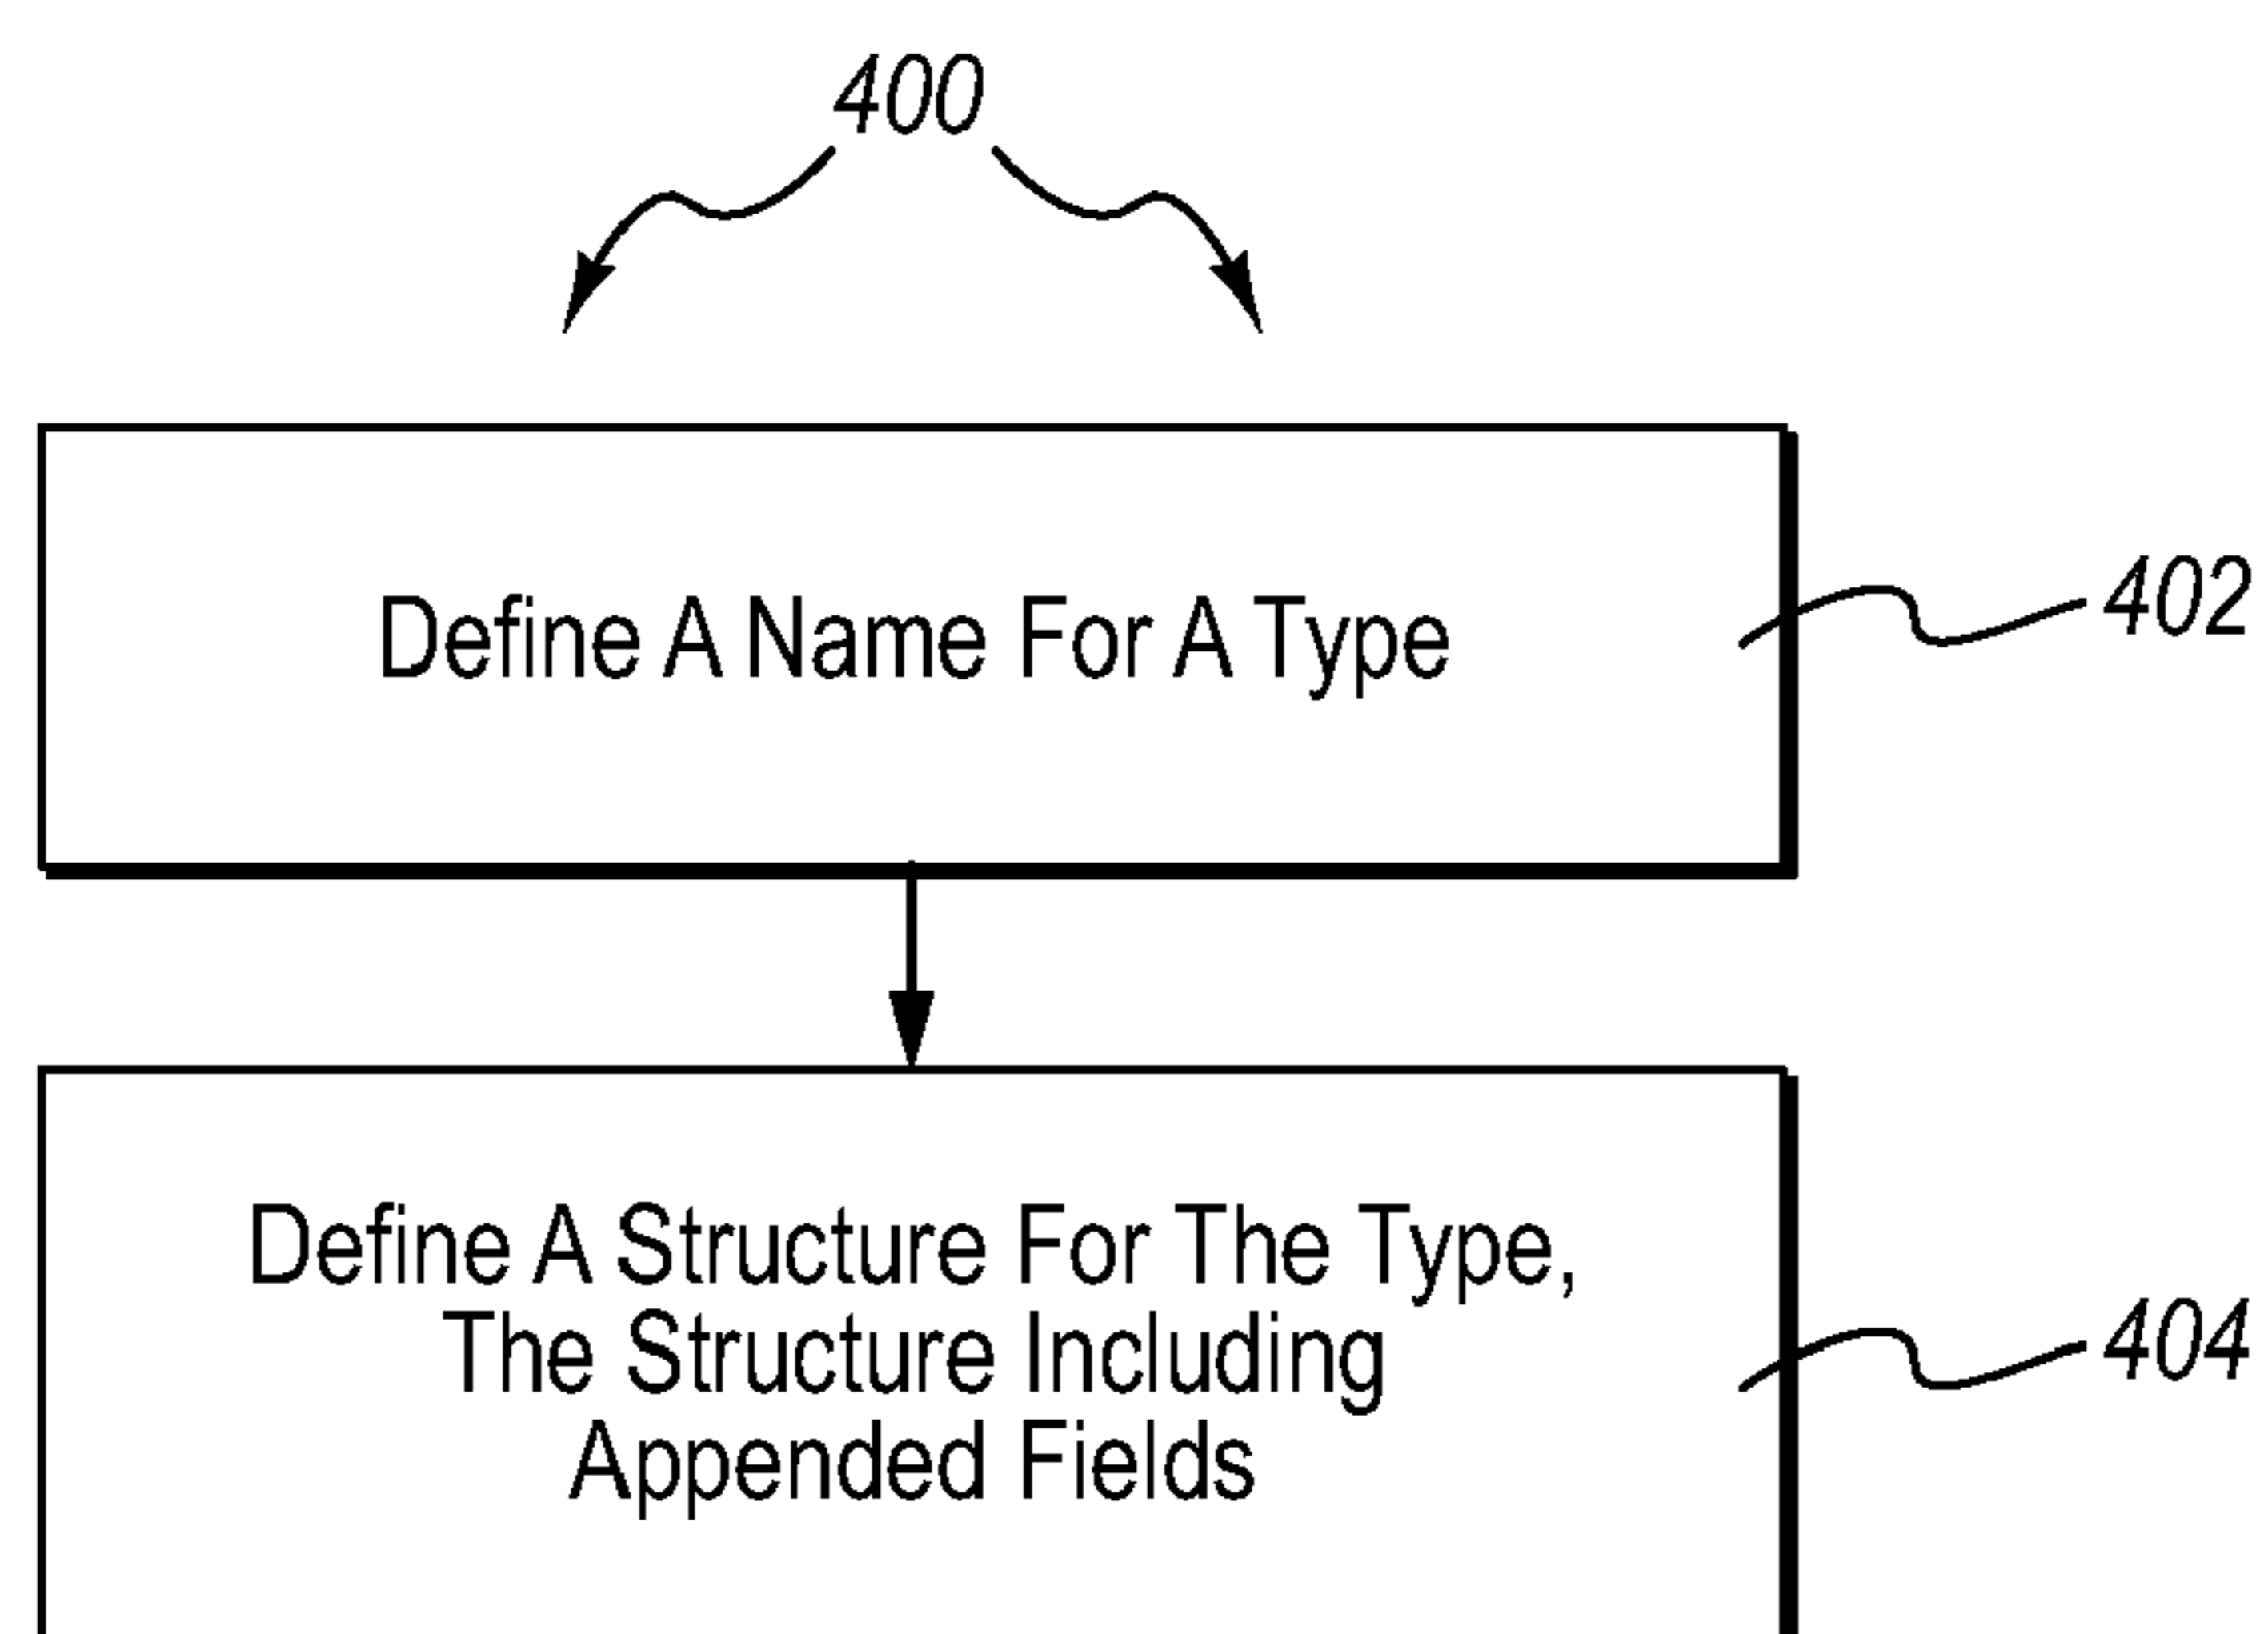 400
Define A Name For A Type
402
Define A Structure For The Type,
The Structure Including
Appended Fields
404